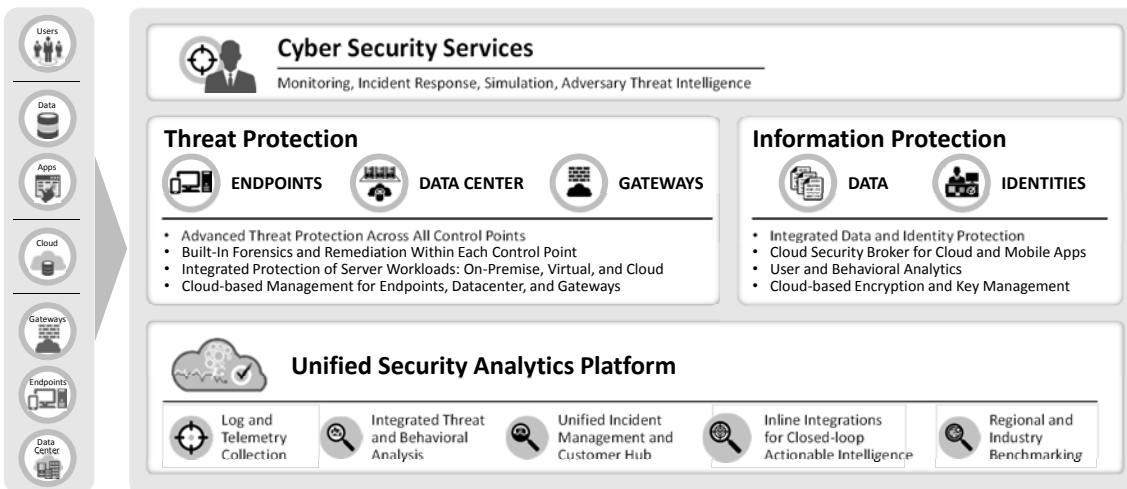 Users
Data
Apps
Cloud
Gateways
Endpoints
Data
Center
Cyber Security Services
Monitoring, Incident Response, Simulation, Adversary Threat Intelligence
Threat Protection
ENDPOINTS
DATA CENTER
GATEWAYS
• Advanced Threat Protection Across All Control Points
• Built-In Forensics and Remediation Within Each Control Point
• Integrated Protection of Server Workloads: On-Premise, Virtual, and Cloud
• Cloud-based Management for Endpoints, Datacenter, and Gateways
Information Protection
DATA
IDENTITIES
• Integrated Data and Identity Protection
• Cloud Security Broker for Cloud and Mobile Apps
• User and Behavioral Analytics
• Cloud-based Encryption and Key Management
Unified Security Analytics Platform
Log and
Telemetry
Collection
Integrated Threat
and Behavioral
Analysis
Unified Incident
Management and
Customer Hub
Inline Integrations
for Closed-loop
Actionable Intelligence
Regional and
Industry
Benchmarking